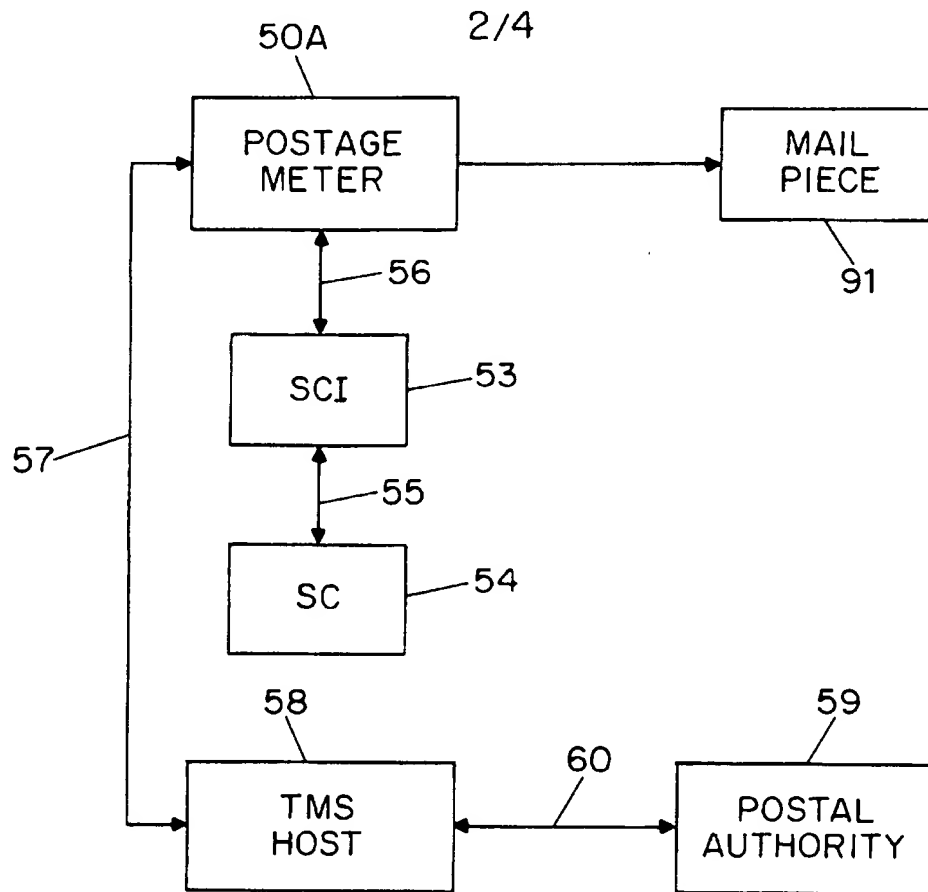 2/4
50A
POSTAGE
METER
MAIL
PIECE
91
56
SCI
53
57
55
SC
54
58
TMS
HOST
60
59
POSTAL
AUTHORITY